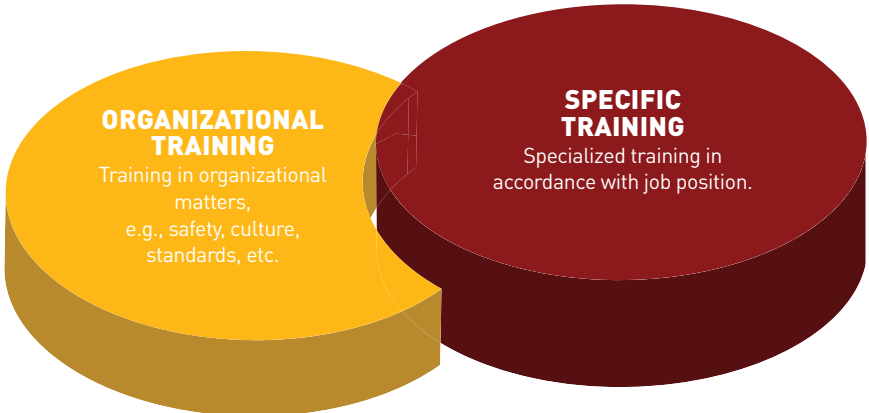 ORGANIZATIONAL
TRAINING
Training in organizational
matters,
e.g., safety, culture,
standards, etc.
SPECIFIC
TRAINING
Specialized training in
accordance with job position.